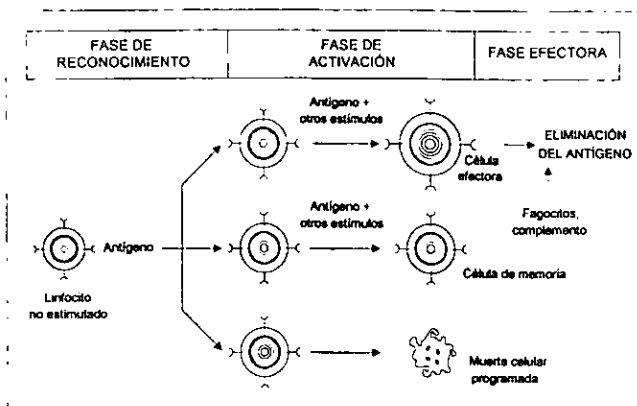 FASE DE
RECONOCIMIENTO
FASE DE
ACTIVACIÓN
FASE EFECTORA
Antígeno +
otros estímulos
Célula
efectora
ELIMINACIÓN
DEL ANTÍGENO
Antígeno +
otros estímulos
Fagocitos,
complemento
Antígeno
Célula de memoria
Linfocito
no estimulado
Muerte celular
programada